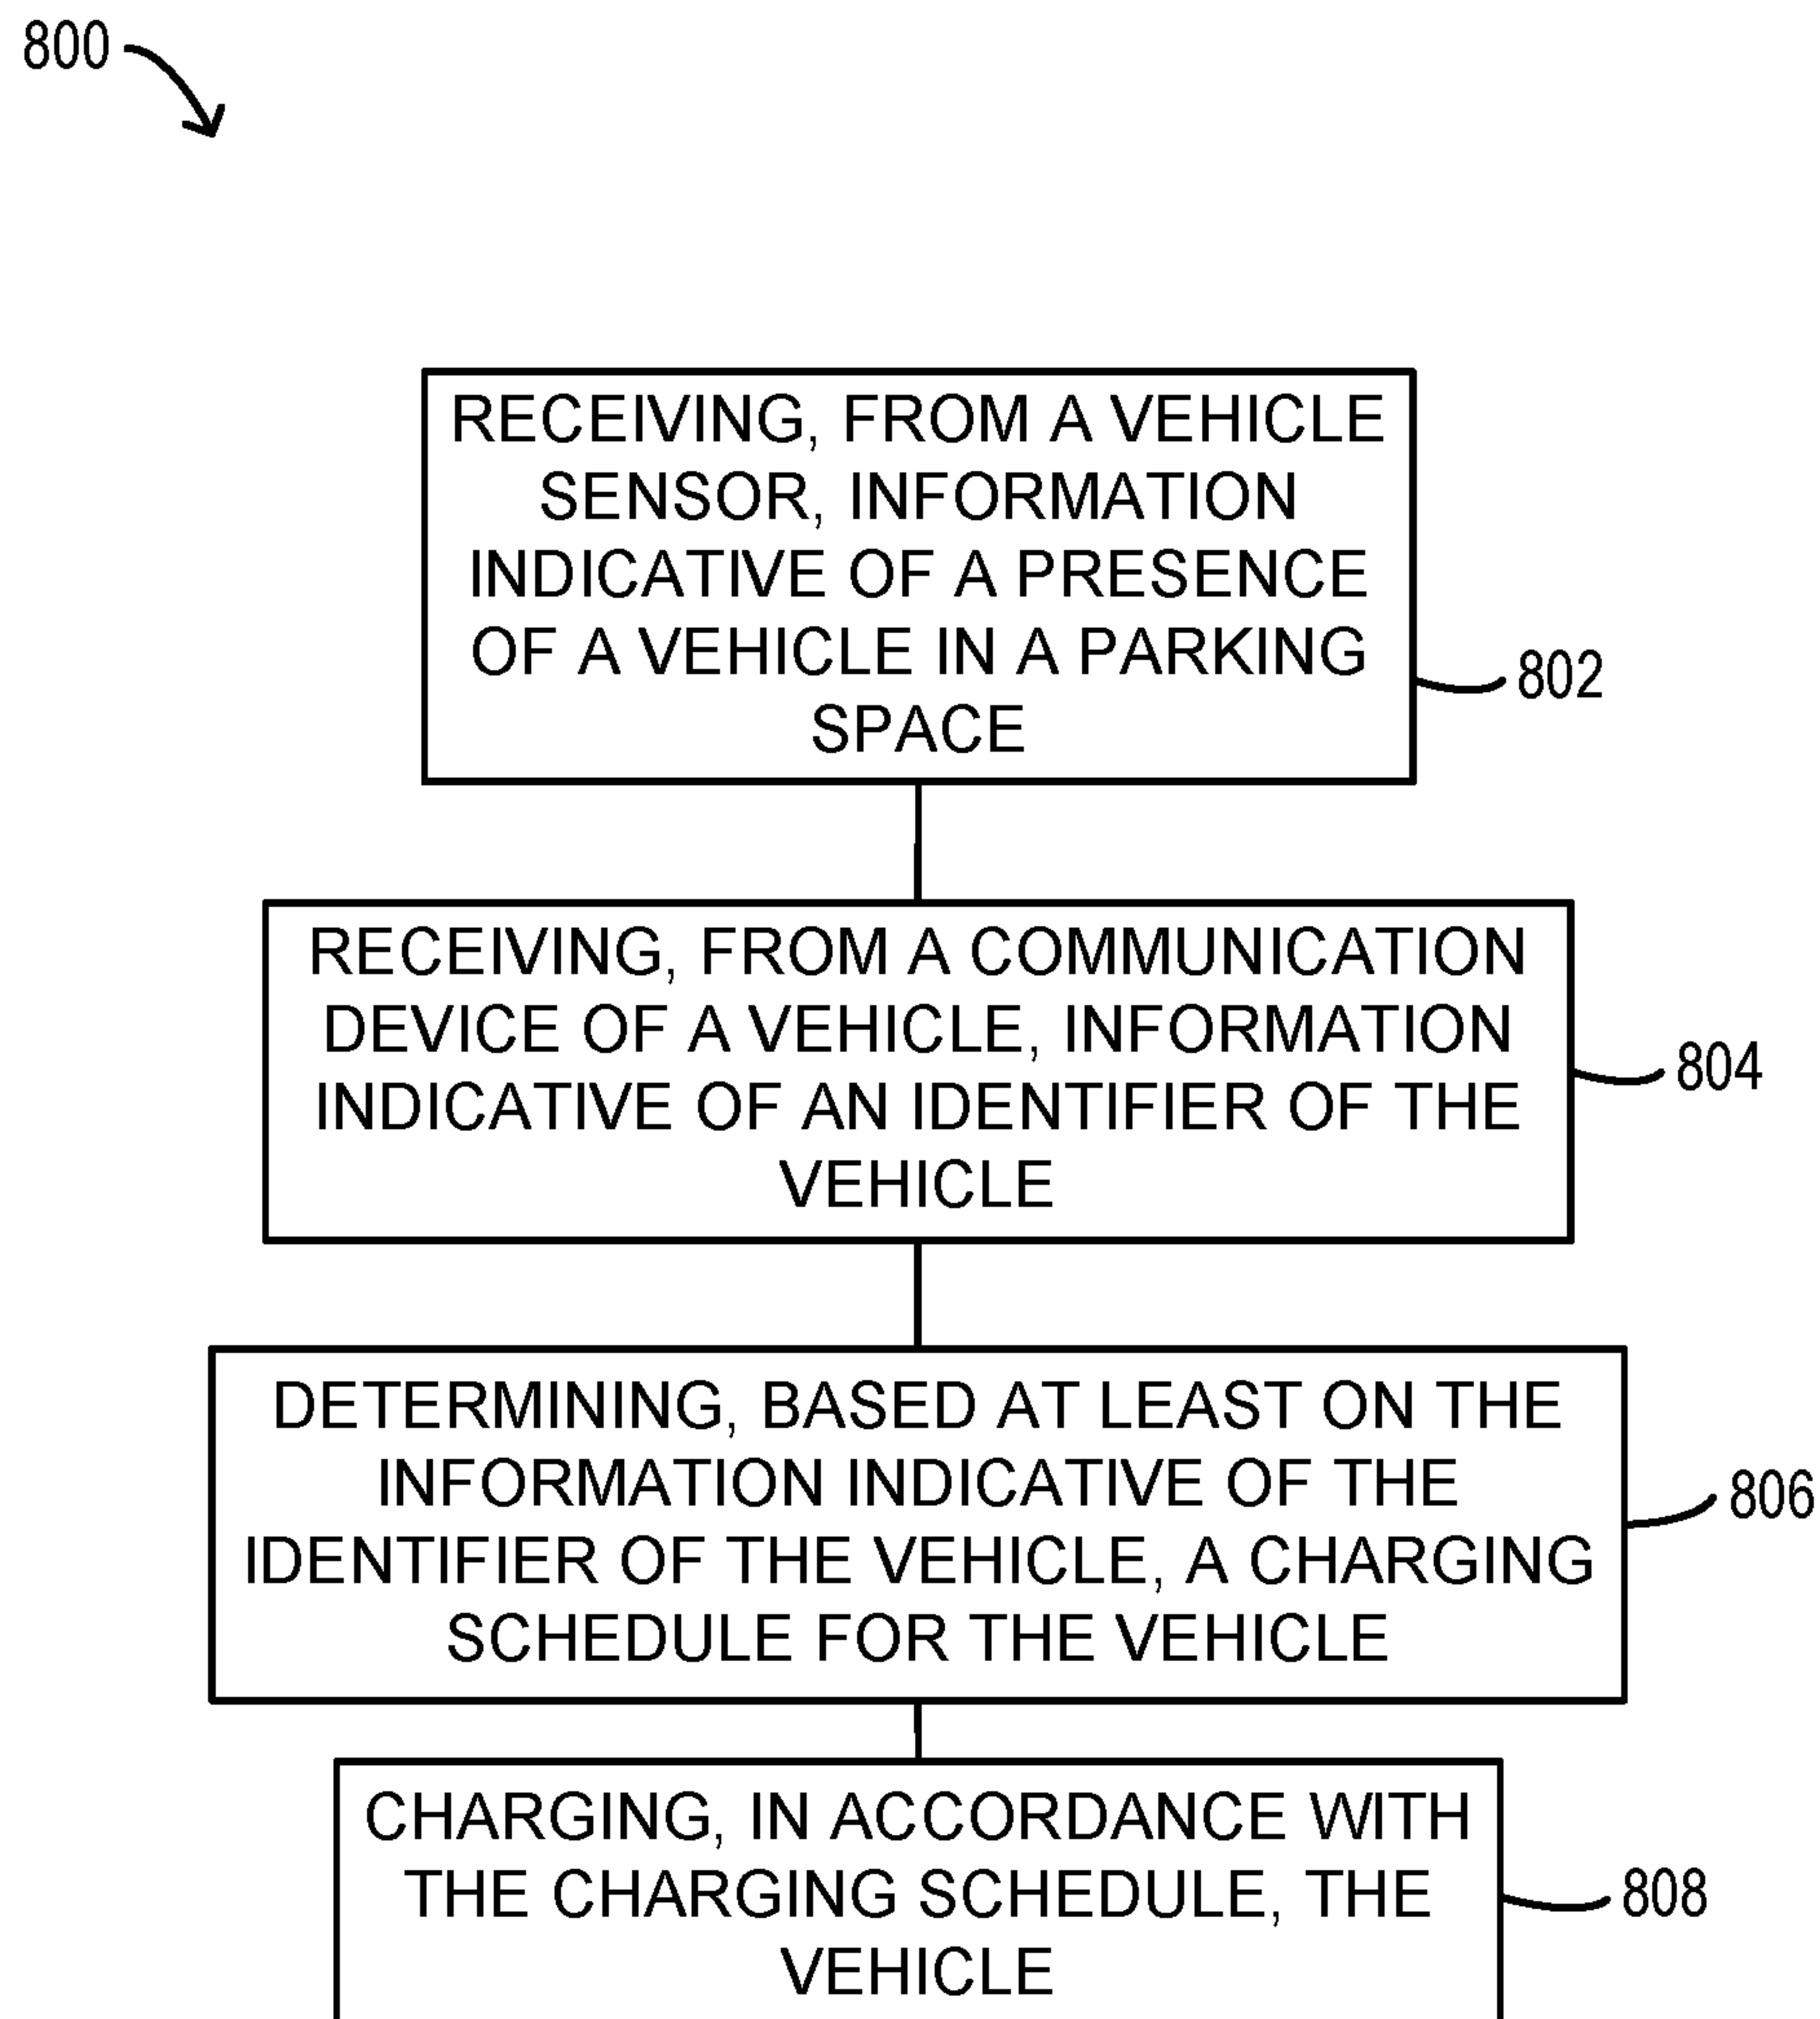 800
RECEIVING, FROM A VEHICLE
SENSOR, INFORMATION
INDICATIVE OF A PRESENCE
OF A VEHICLE IN A PARKING
SPACE
802
RECEIVING, FROM A COMMUNICATION
DEVICE OF A VEHICLE, INFORMATION
INDICATIVE OF AN IDENTIFIER OF THE
VEHICLE
804
DETERMINING, BASED AT LEAST ON THE
INFORMATION INDICATIVE OF THE
IDENTIFIER OF THE VEHICLE, A CHARGING
SCHEDULE FOR THE VEHICLE
806
CHARGING, IN ACCORDANCE WITH
THE CHARGING SCHEDULE, THE
VEHICLE
808